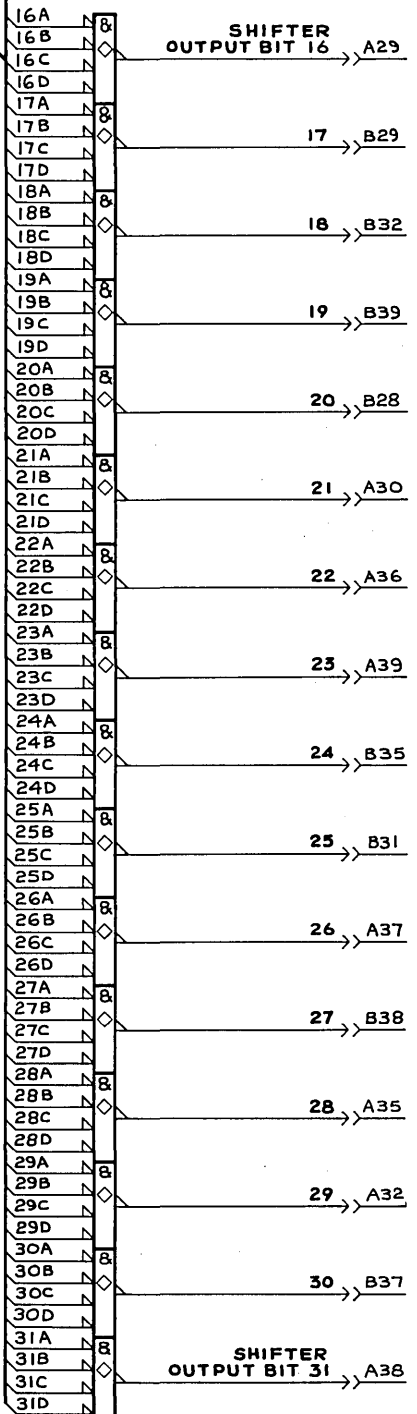 16A
&
16B
SHIFTER
OUTPUT BIT 16
A29
16C
16D
17A
&
17B
17
B29
17C
17D
18A
&
18B
18
B32
18C
18D
19A
&
19B
19
B39
19C
19D
20A
&
20B
20
B28
20C
20D
21A
&
21B
21
A30
21C
21D
22A
&
22B
22
A36
22C
22D
23A
&
23B
23
A39
23C
23D
24A
&
24B
24
B35
24C
24D
25A
&
25B
25
B31
25C
25D
26A
&
26B
26
A37
26C
26D
27A
&
27B
27
B38
27C
27D
28A
&
28B
28
A35
28C
28D
29A
&
29B
29
A32
29C
29D
30A
&
30B
30
B37
30C
30D
31A
&
31B
SHIFTER
OUTPUT BIT 31
A38
31C
31D